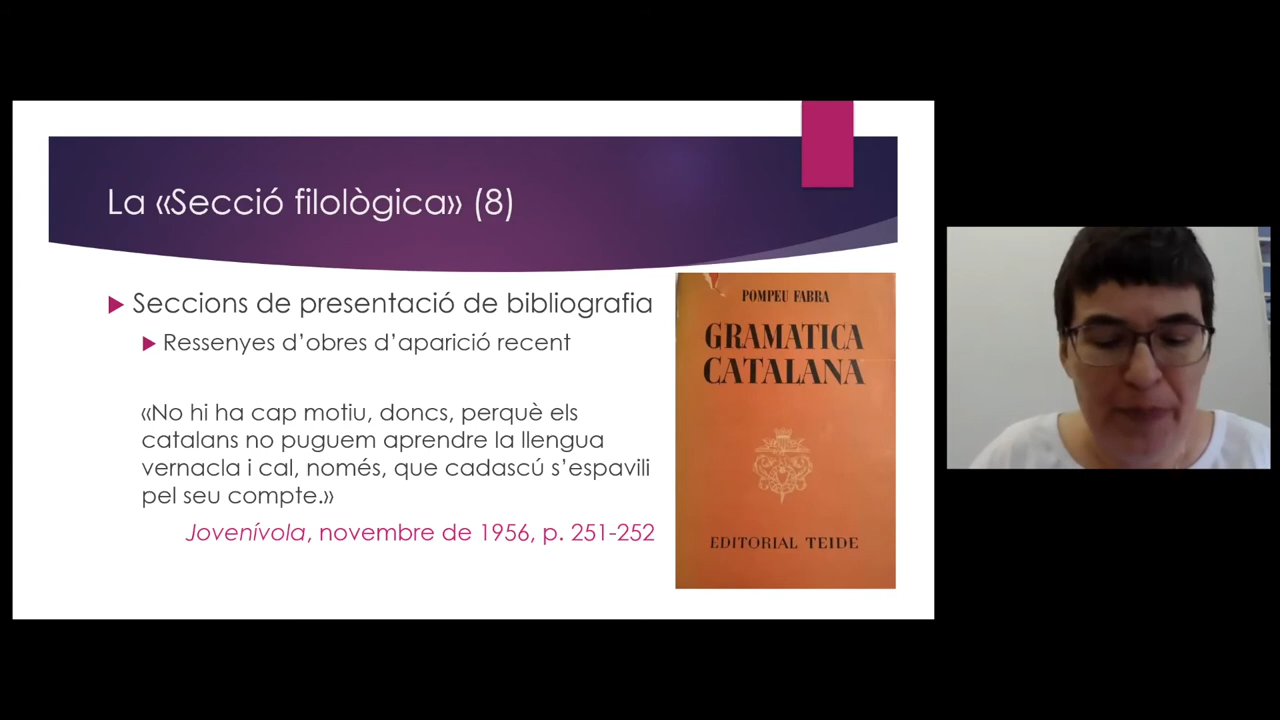 La «Secció filològica» (8)
Seccions de presentació de bibliografia
Ressenyes d’obres d’aparició recent
«No hi ha cap motiu, doncs, perquè els
catalans no puguem aprendre la llengua
vernacla i cal, només, que cadascú s’espavili
pel seu compte.»
Jovenívola, novembre de 1956, p. 251-252
POMPEU FABRA
GRAMATICA
CATALANA
EDITORIAL TEIDE